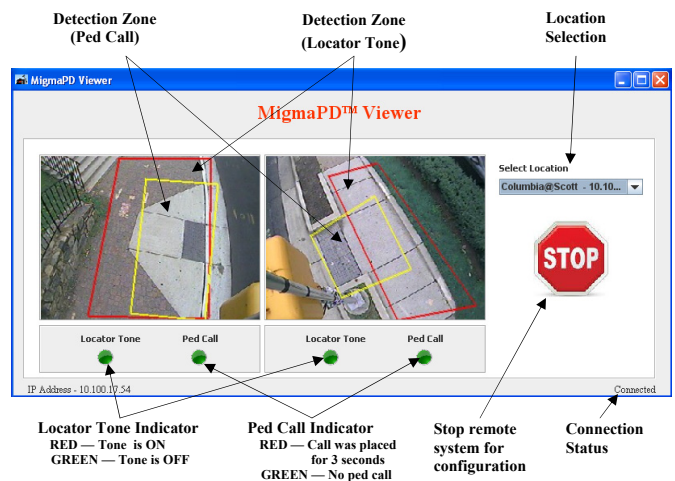 Detection Zone
(Ped Call)
Detection Zone
(Locator Tone)
Location
Selection
MigmaPD Viewer
MigmaPD™ Viewer
Select Location
Columbia@Scott - 10.10...
STOP
Locator Tone
Ped Call
Locator Tone
Ped Call
IP Address - 10.100.17.54
Connected
Locator Tone Indicator
RED — Tone is ON
GREEN — Tone is OFF
Ped Call Indicator
RED — Call was placed
for 3 seconds
GREEN — No ped call
Stop remote
system for
configuration
Connection
Status